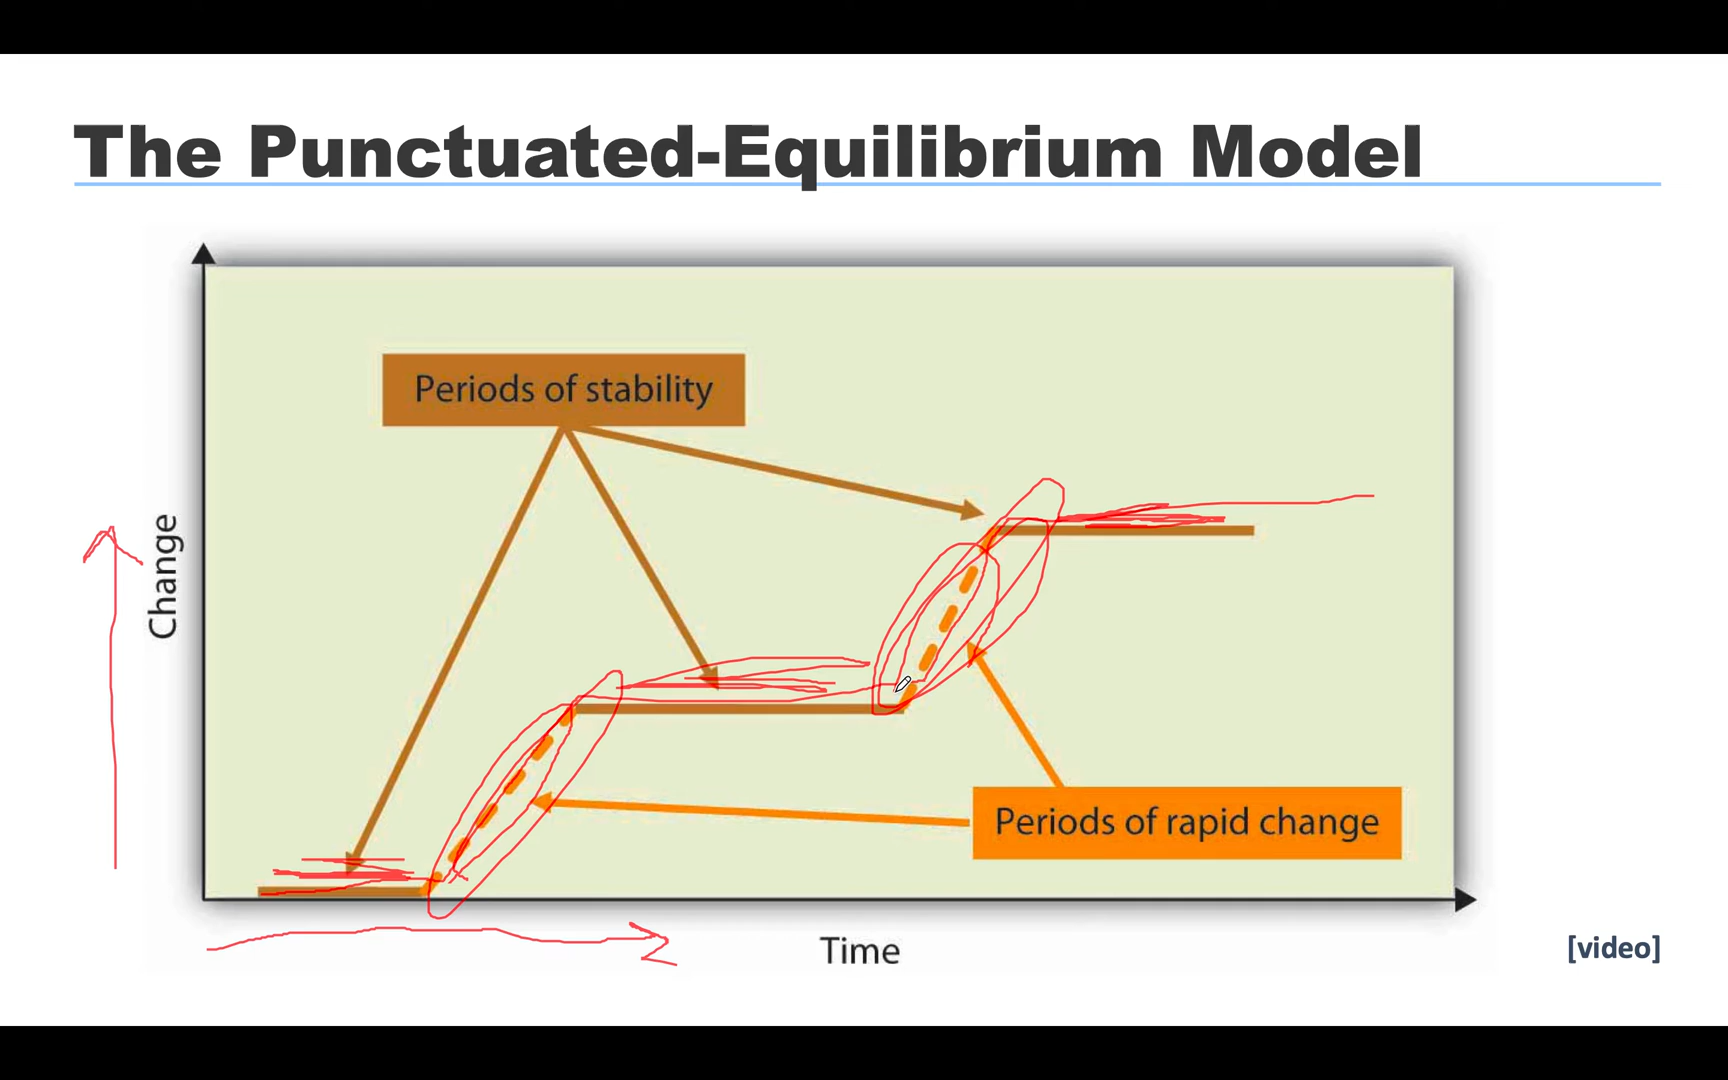 The Punctuated-Equilibrium Model
Periods of stability
Change
Periods of rapid change
Time
[video]